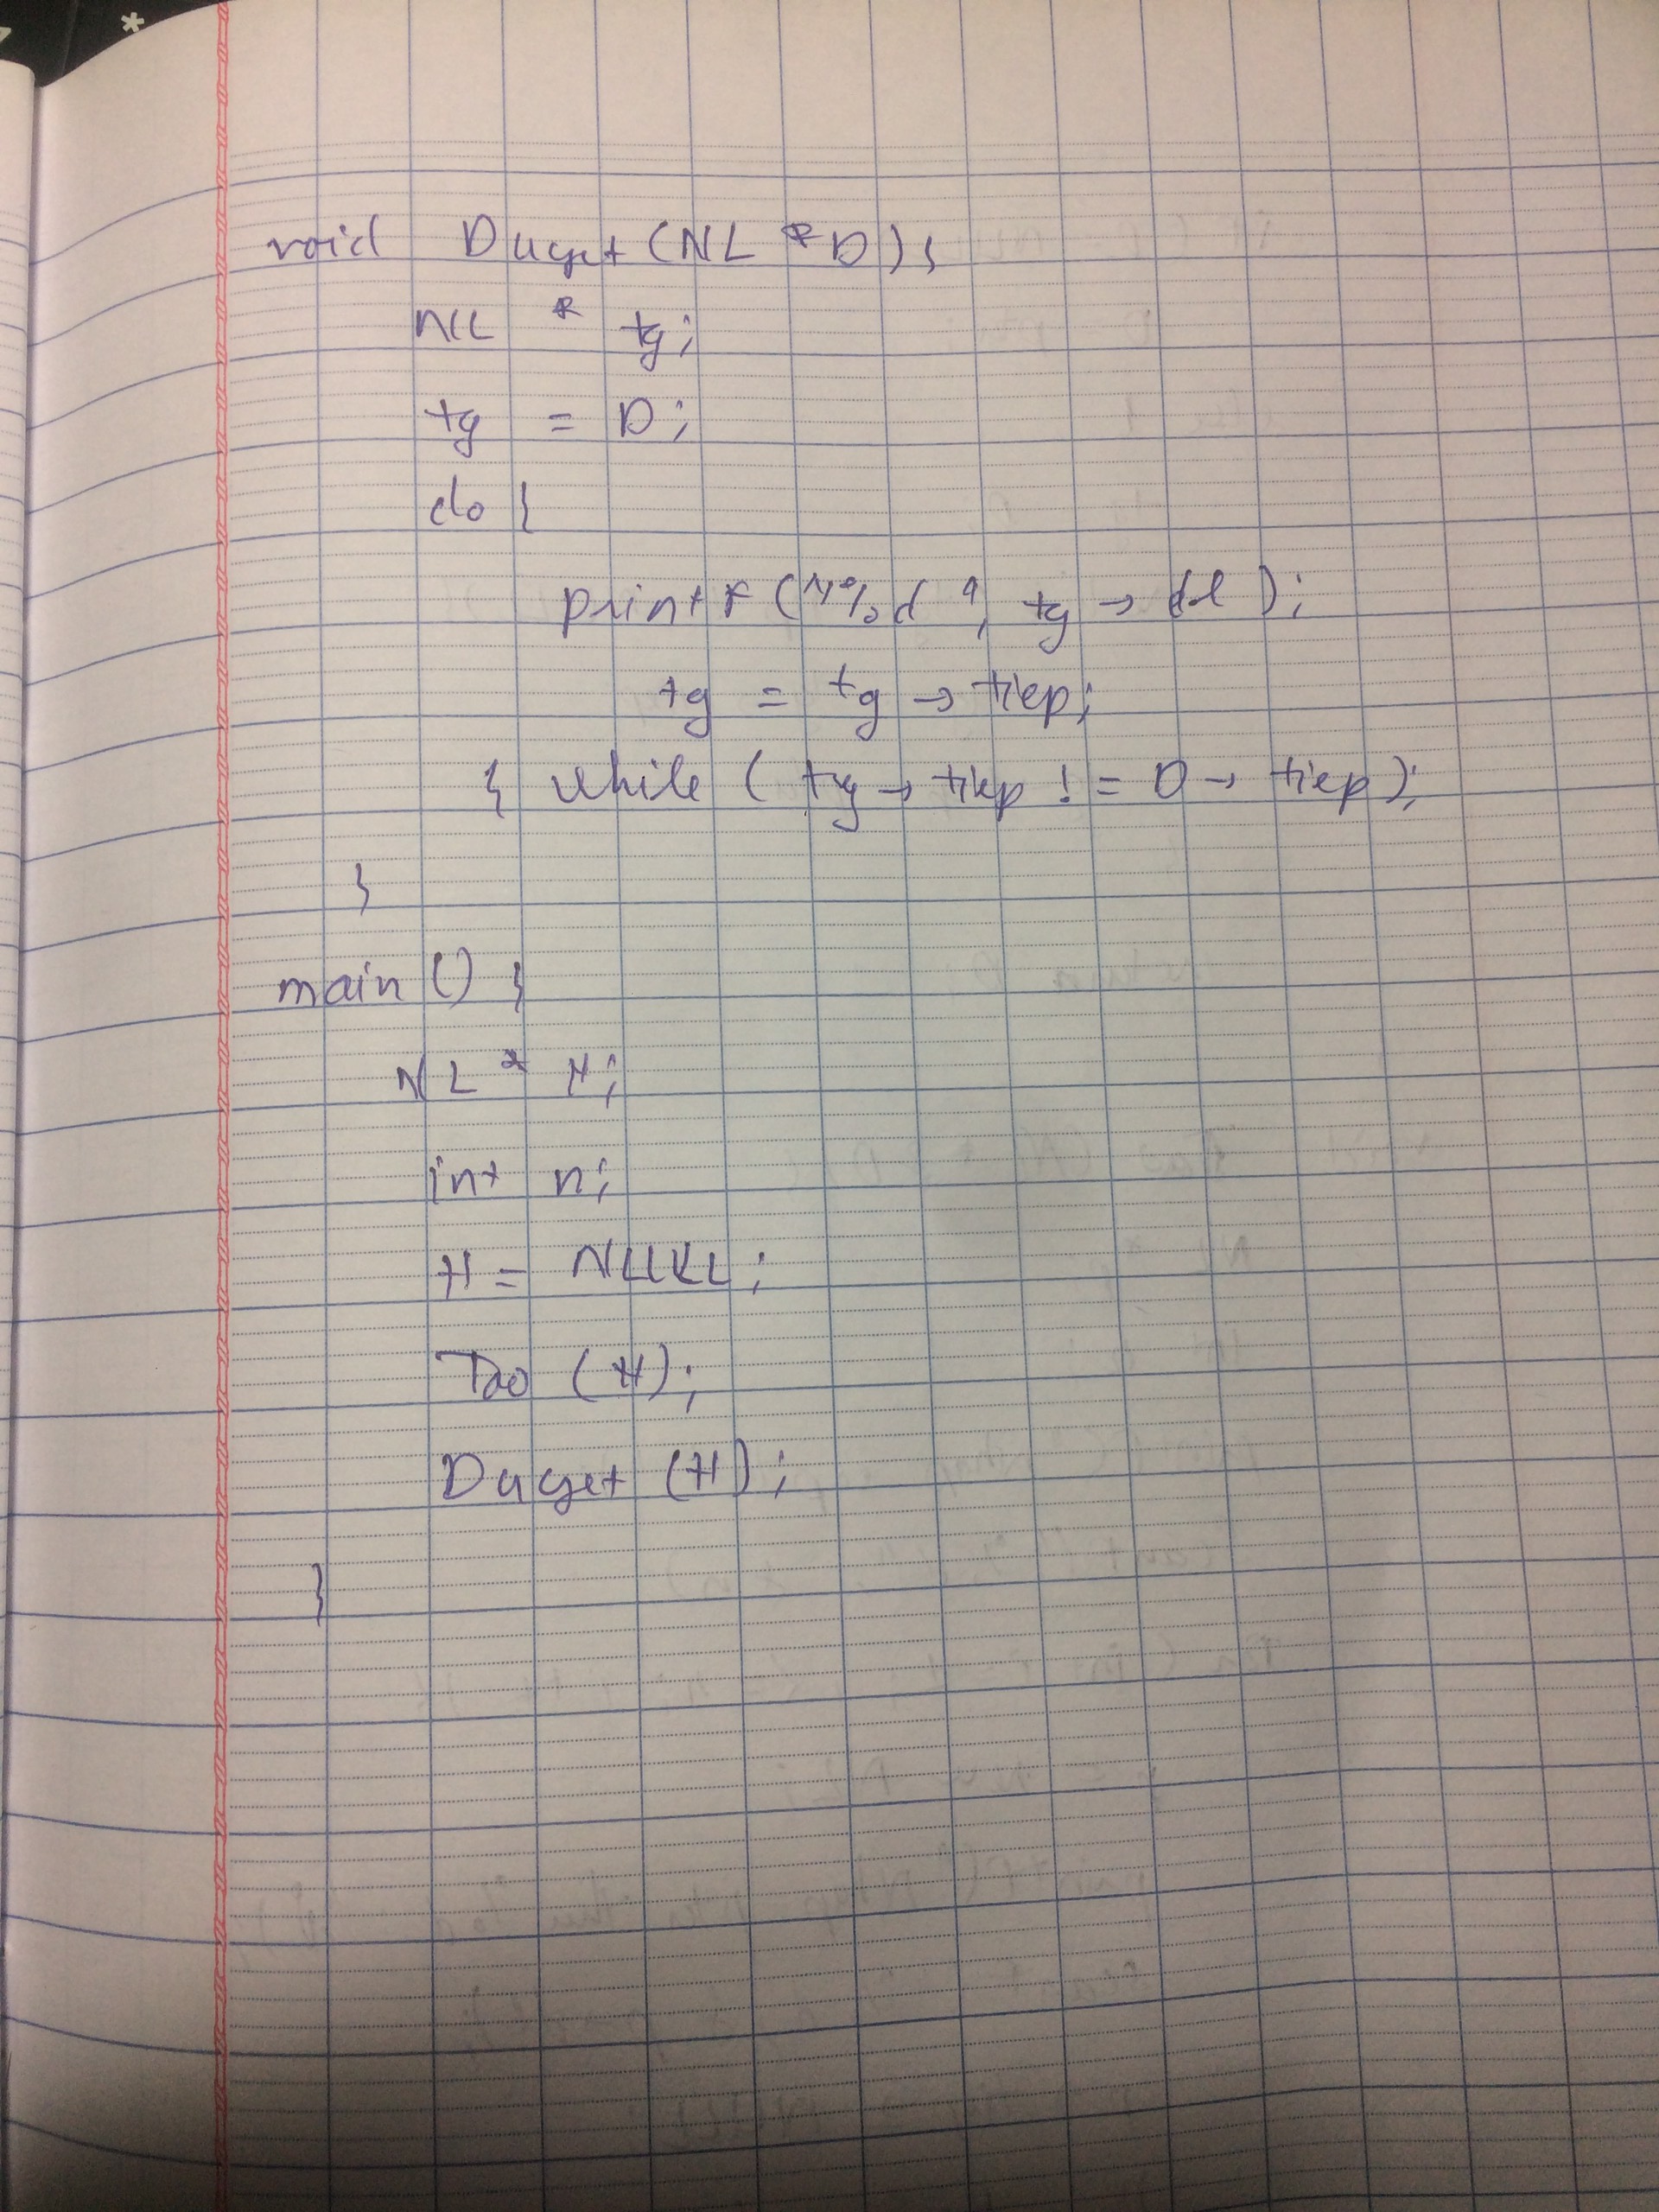 void Duyet (NL *D){
NL * tg;
tg = D;
do {
printf ("%d", tg → dl );
tg = tg → tiep;
} while ( tg → tiep != D → tiep );
}
main () {
NL * H;
int n;
H = NULL;
Tao (H);
Duyet (H);
}